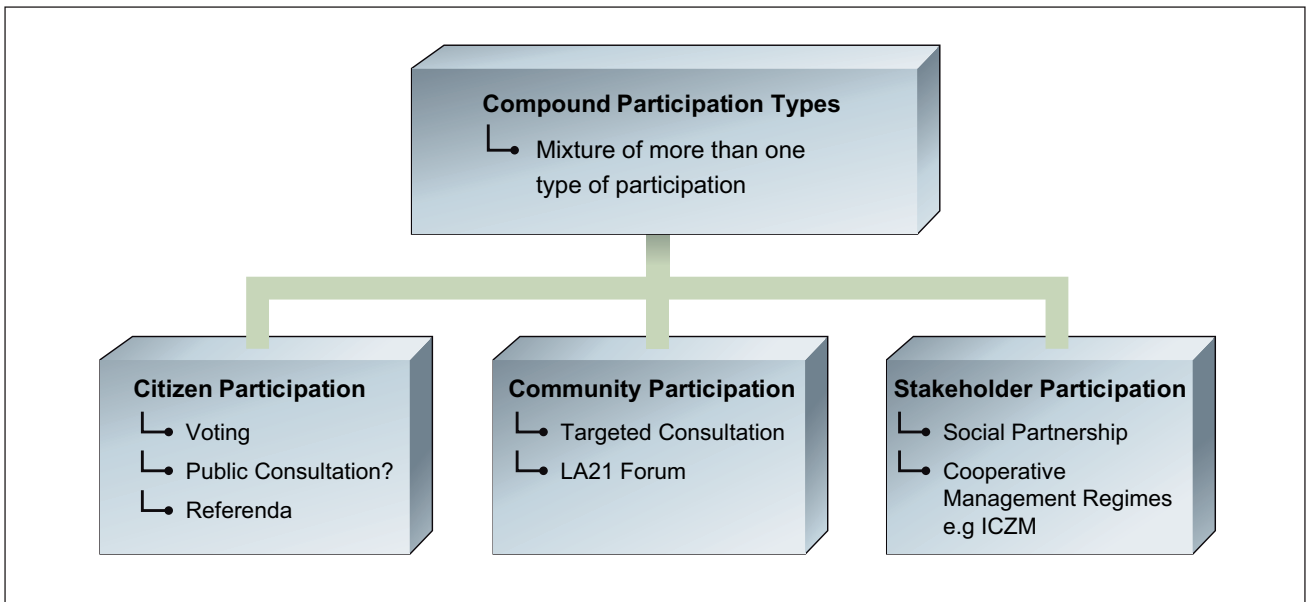 Compound Participation Types
Mixture of more than one
type of participation
Citizen Participation
Voting
Public Consultation?
Referenda
Community Participation
Targeted Consultation
LA21 Forum
Stakeholder Participation
Social Partnership
Cooperative
Management Regimes
e.g ICZM